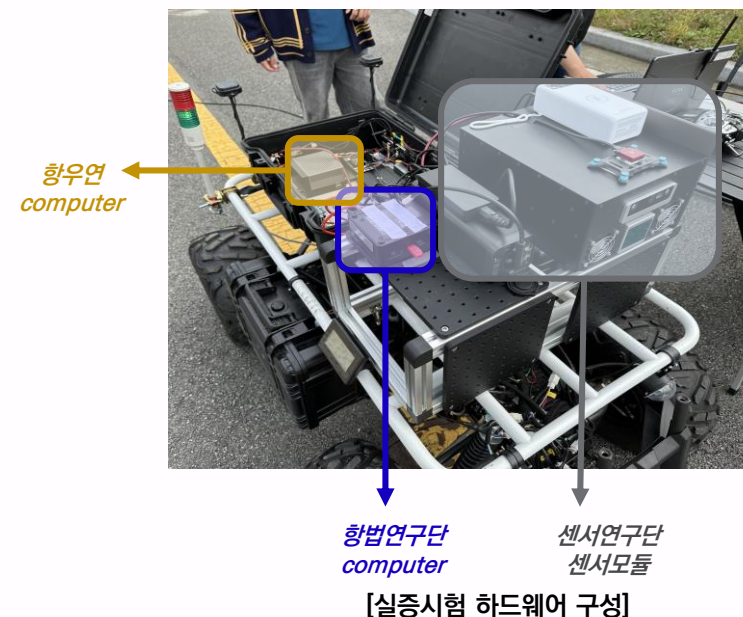 항우연
computer
항법연구단
computer
센서연구단
센서모듈
[실증시험 하드웨어 구성]